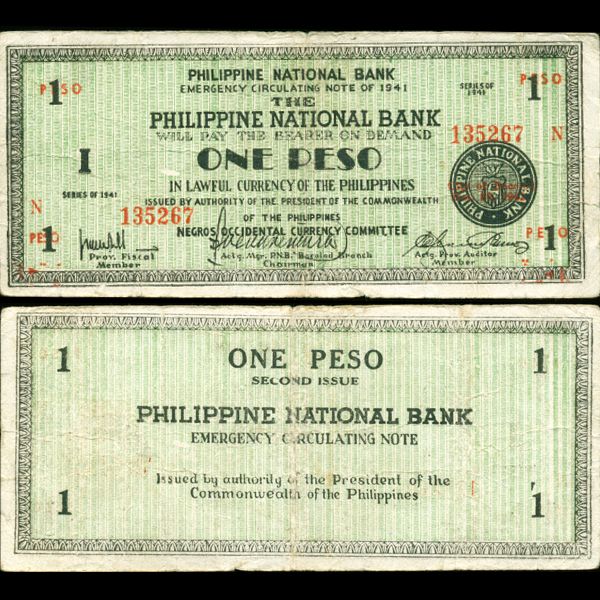 PHILIPPINE NATIONAL BANK
EMERGENCY CIRCULATING NOTE OF 1941
1 PESO
SERIES OF 1941
PESO 1
THE
PHILIPPINE NATIONAL BANK
WILL PAY THE BEARER ON DEMAND
135267 N
I
ONE PESO
PHILIPPINE NATIONAL BANK
IN LAWFUL CURRENCY OF THE PHILIPPINES
SERIES OF 1941
ISSUED BY AUTHORITY OF THE PRESIDENT OF THE COMMONWEALTH
N 135267
OF THE PHILIPPINES
PESO 1
NEGROS OCCIDENTAL CURRENCY COMMITTEE
PESO 1
Prov. Fiscal
Member
Actg. Mgr. P.N.B. Bacolod Branch
Chairman
Actg. Prov. Auditor
Member
1
ONE PESO
1
SECOND ISSUE
PHILIPPINE NATIONAL BANK
EMERGENCY CIRCULATING NOTE
Issued by authority of the President of the
Commonwealth of the Philippines
1
1